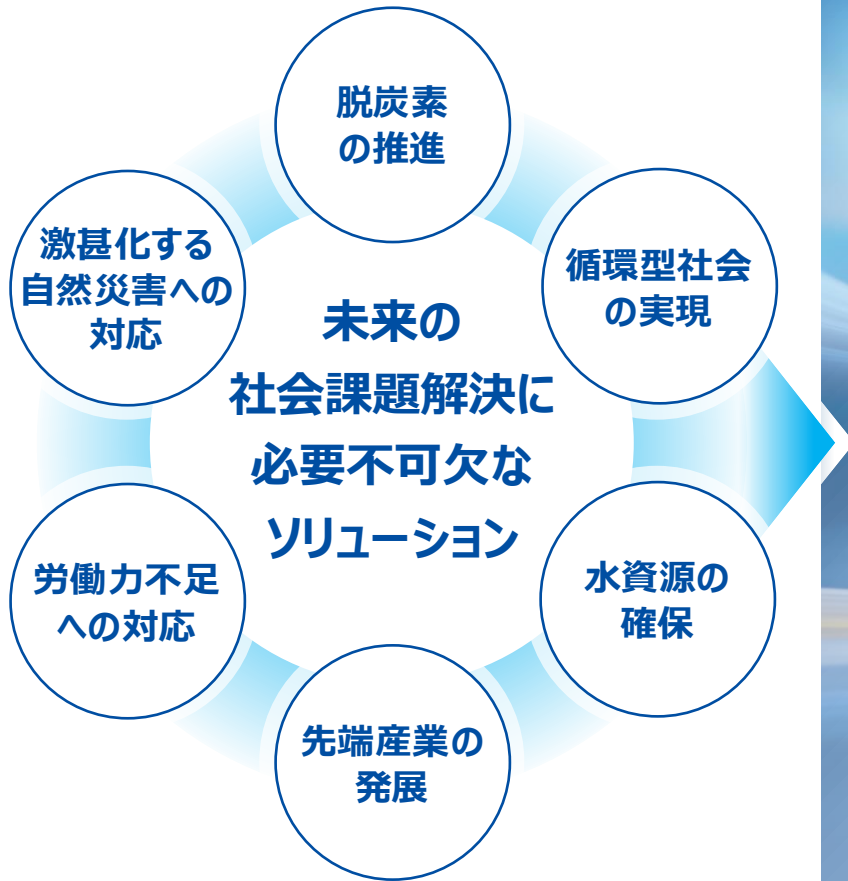 脱炭素
の推進
循環型社会
の実現
水資源の
確保
先端産業の
発展
労働力不足
への対応
激甚化する
自然災害への
対応
未来の
社会課題解決に
必要不可欠な
ソリューション